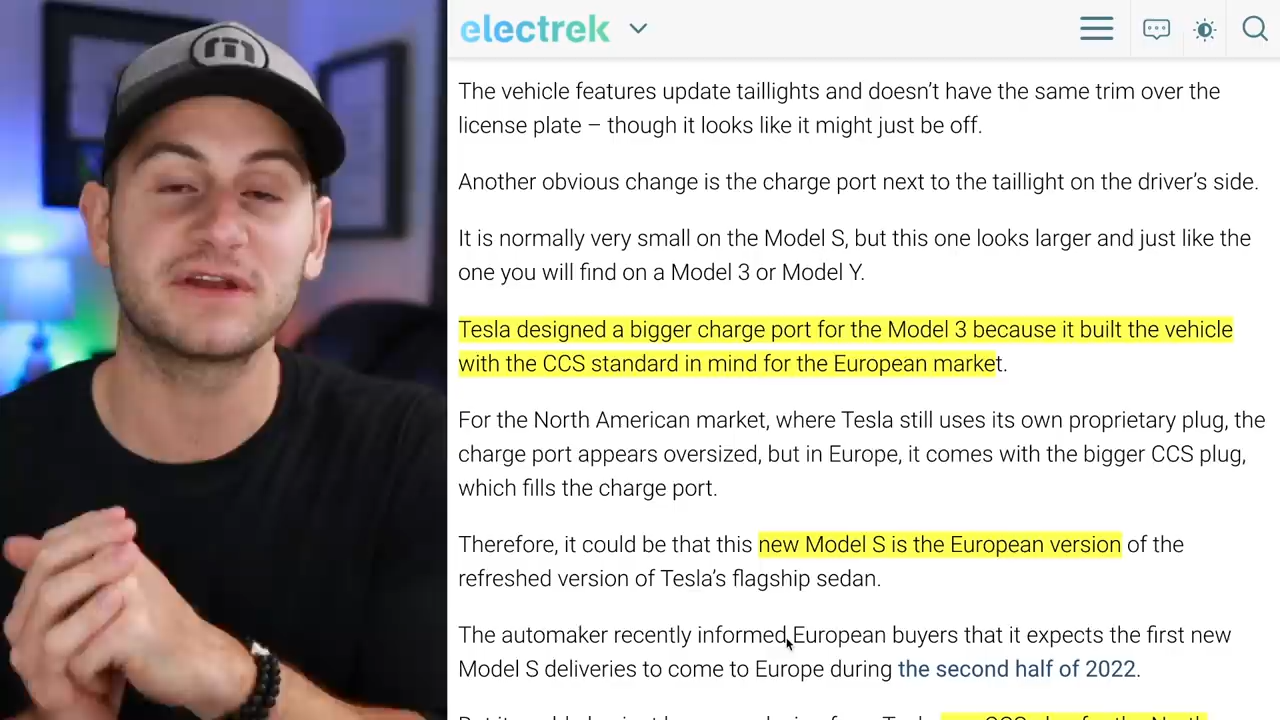 electrek
The vehicle features update taillights and doesn't have the same trim over the
license plate – though it looks like it might just be off.
Another obvious change is the charge port next to the taillight on the driver's side.
It is normally very small on the Model S, but this one looks larger and just like the
one you will find on a Model 3 or Model Y.
Tesla designed a bigger charge port for the Model 3 because it built the vehicle
with the CCS standard in mind for the European market.
For the North American market, where Tesla still uses its own proprietary plug, the
charge port appears oversized, but in Europe, it comes with the bigger CCS plug,
which fills the charge port.
Therefore, it could be that this new Model S is the European version of the
refreshed version of Tesla's flagship sedan.
The automaker recently informed European buyers that it expects the first new
Model S deliveries to come to Europe during the second half of 2022.